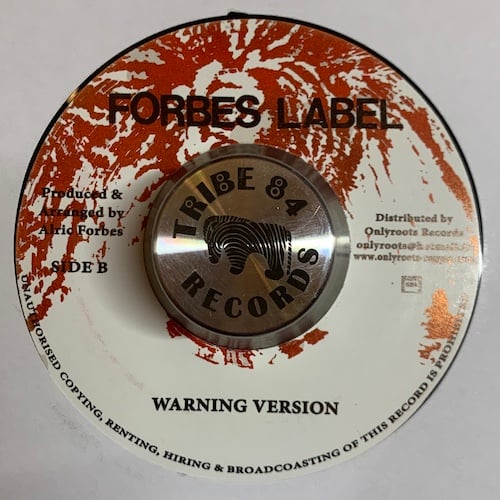 FORBES LABEL
Produced &
Arranged by
Alric Forbes
SIDE B
TRIBE 84
RECORDS
Distributed by
Onlyroots Records
WARNING VERSION
UNAUTHORISED COPYING, RENTING, HIRING & BROADCOASTING OF THIS RECORD IS PROHIBITED